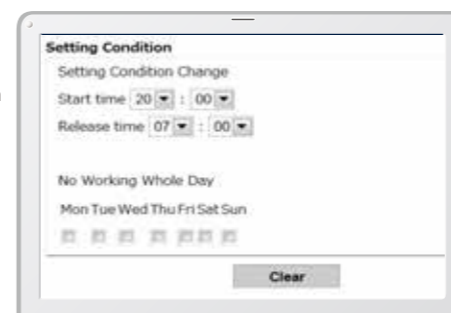 Setting Condition
Setting Condition Change
Start time 20 : 00
Release time 07 : 00
No Working Whole Day
Mon Tue Wed Thu Fri Sat Sun
Clear